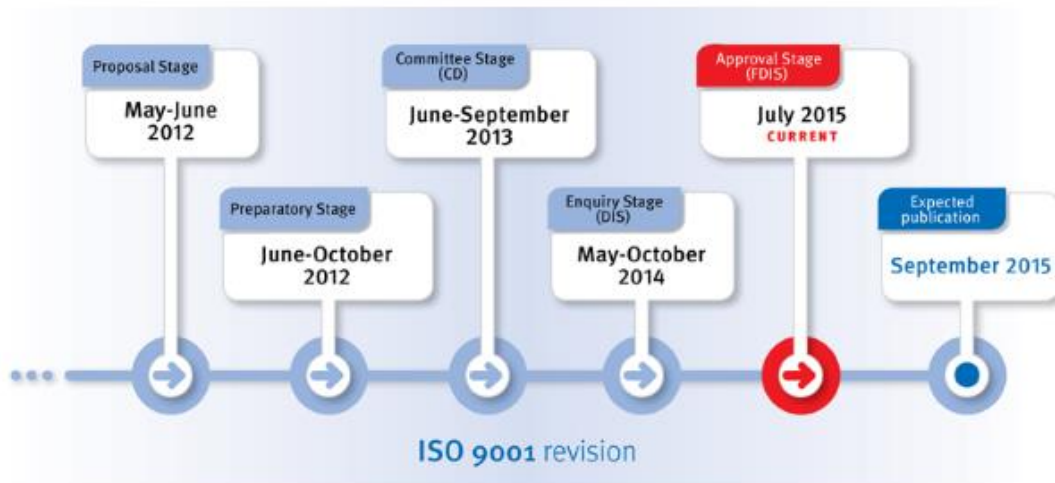 Proposal Stage
May-June
2012
Preparatory Stage
June-October
2012
Committee Stage
(CD)
June-September
2013
Enquiry Stage
(DIS)
May-October
2014
Approval Stage
(FDIS)
July 2015
CURRENT
Expected
publication
September 2015
ISO 9001 revision